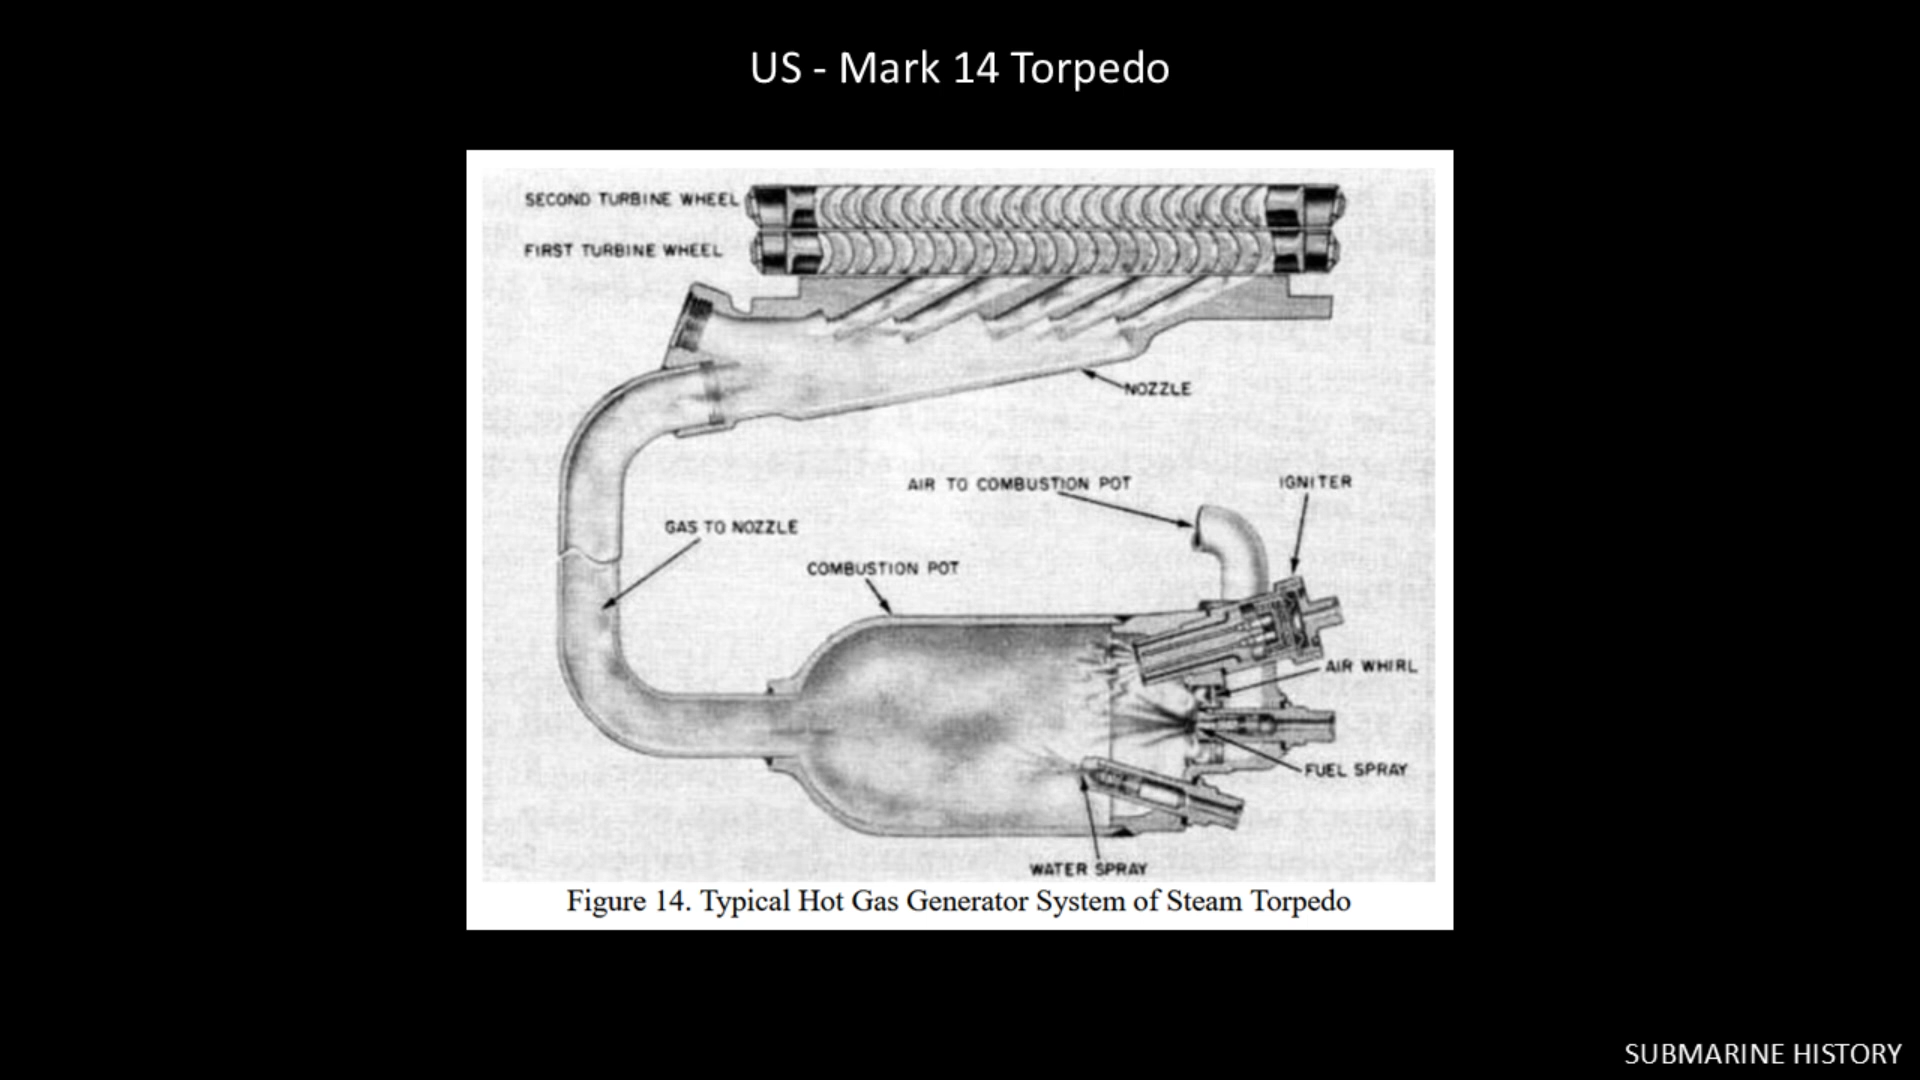 US - Mark 14 Torpedo
SECOND TURBINE WHEEL
FIRST TURBINE WHEEL
NOZZLE
AIR TO COMBUSTION POT
IGNITER
GAS TO NOZZLE
COMBUSTION POT
AIR WHIRL
FUEL SPRAY
WATER SPRAY
Figure 14. Typical Hot Gas Generator System of Steam Torpedo
SUBMARINE HISTORY